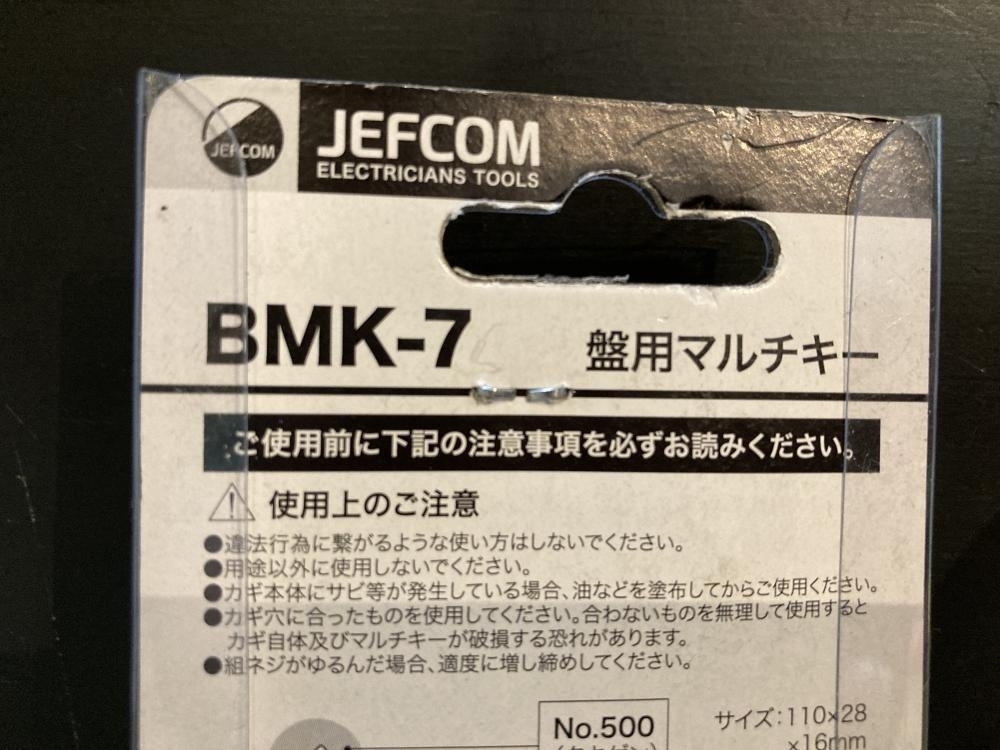 JEFCOM
JEFCOM
ELECTRICIANS TOOLS
BMK-7
盤用マルチキー
ご使用前に下記の注意事項を必ずお読みください。
使用上のご注意
●違法行為に繋がるような使い方はしないでください。
●用途以外に使用しないでください。
●カギ本体にサビ等が発生している場合、油などを塗布してからご使用ください。
●カギ穴に合ったものを使用してください。合わないものを無理して使用すると
カギ自体及びマルチキーが破損する恐れがあります。
●組ネジがゆるんだ場合、適度に増し締めしてください。
No.500
サイズ:110×28
×16mm